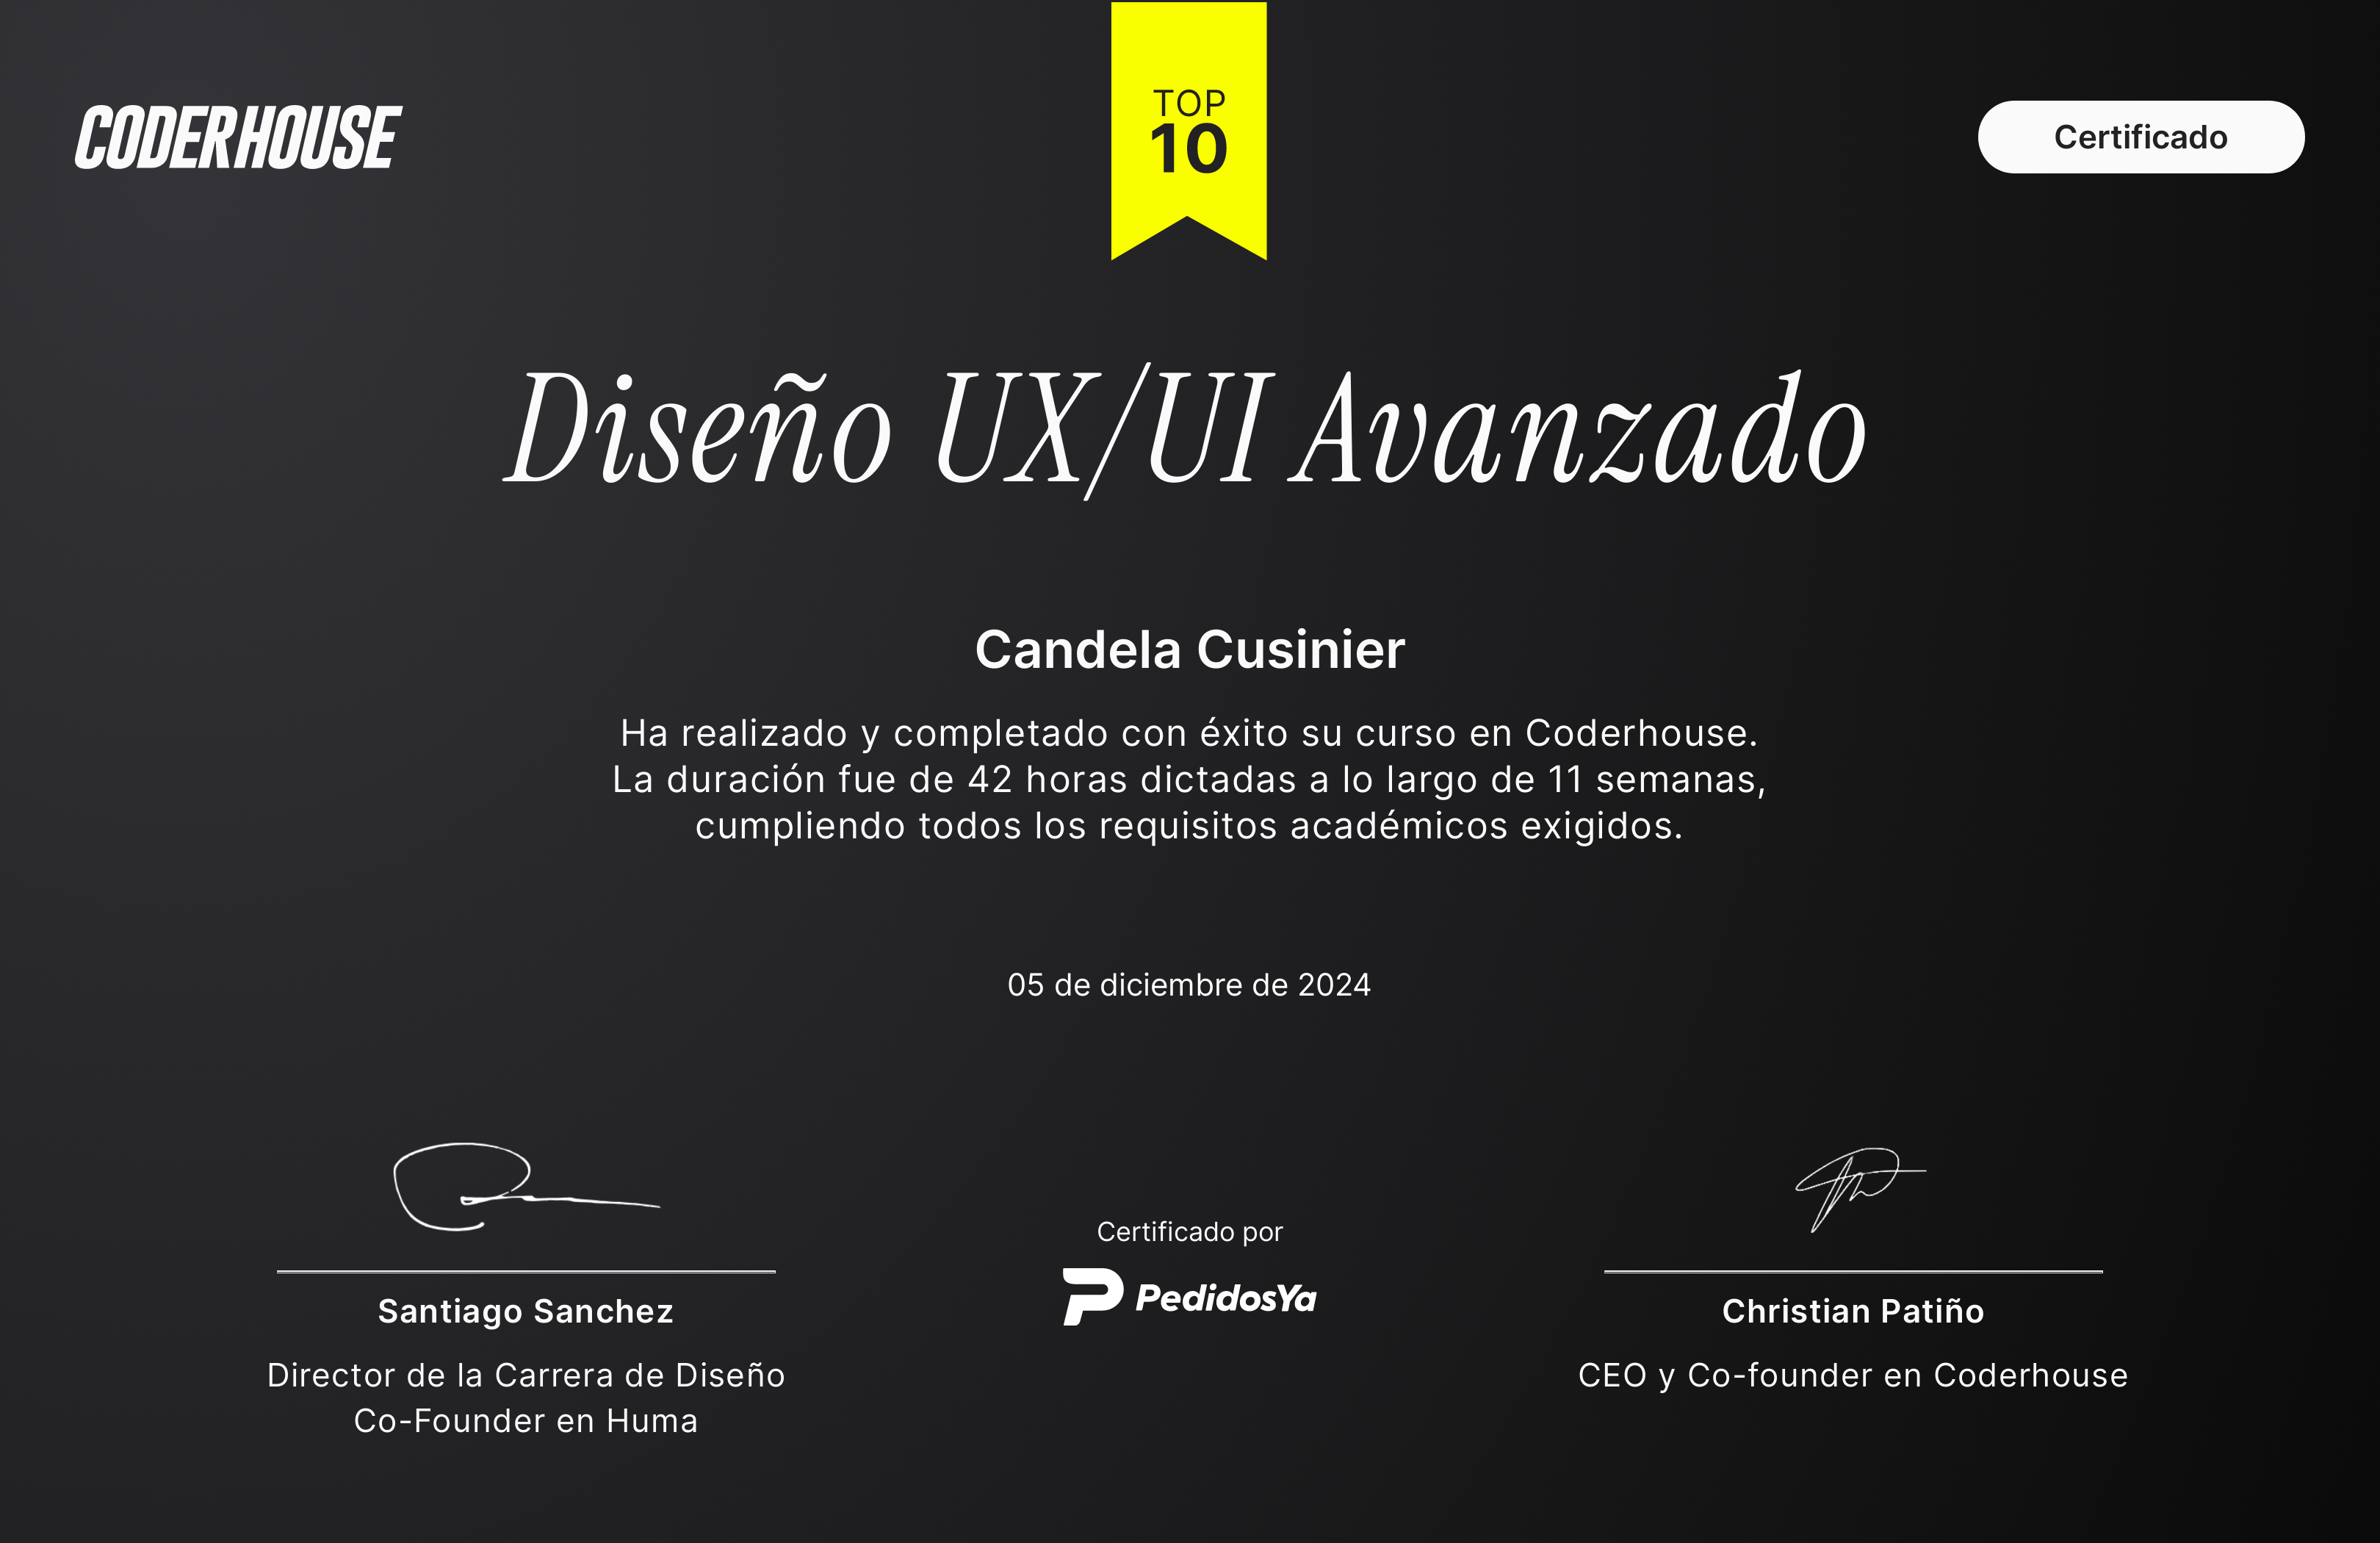 CODERHOUSE
TOP
10
Certificado
Diseño UX/UI Avanzado
Candela Cusinier
Ha realizado y completado con éxito su curso en Coderhouse.
La duración fue de 42 horas dictadas a lo largo de 11 semanas,
cumpliendo todos los requisitos académicos exigidos.
05 de diciembre de 2024
Santiago Sanchez
Director de la Carrera de Diseño
Co-Founder en Huma
Certificado por
PedidosYa
Christian Patiño
CEO y Co-founder en Coderhouse